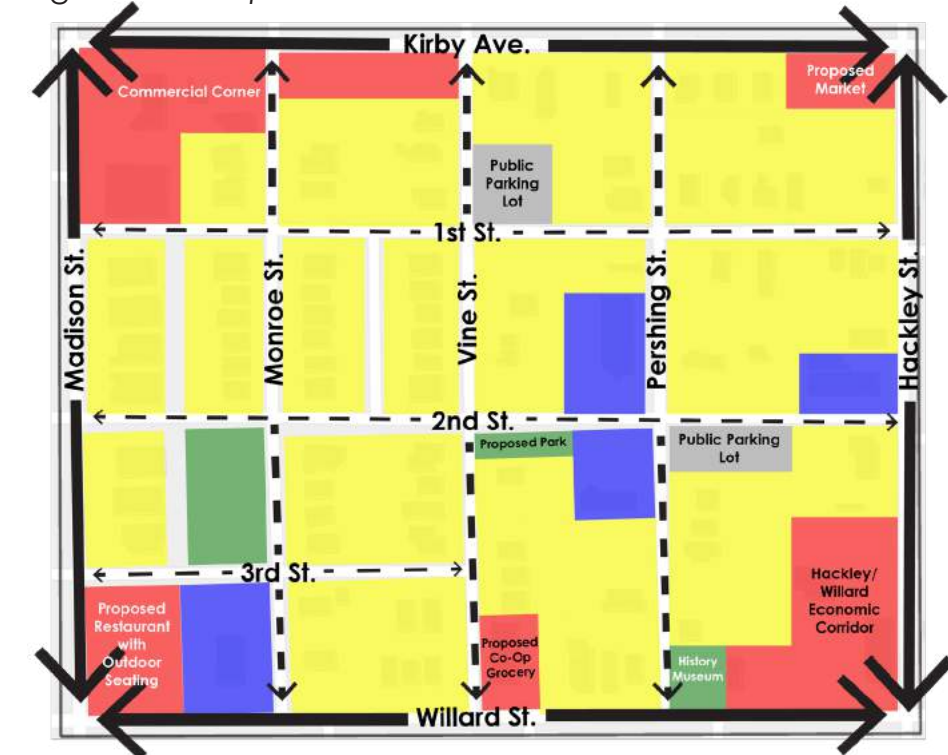 Kirby Ave.
Commercial Corner
Proposed
Market
Public
Parking
Lot
1st St.
Madison St.
Monroe St.
Vine St.
Pershing St.
Hackley St.
2nd St.
Proposed Park
Public Parking
Lot
3rd St.
Proposed
Restaurant
with
Outdoor
Seating
Proposed
Co-Op
Grocery
History
Museum
Hackley/
Willard
Economic
Corridor
Willard St.